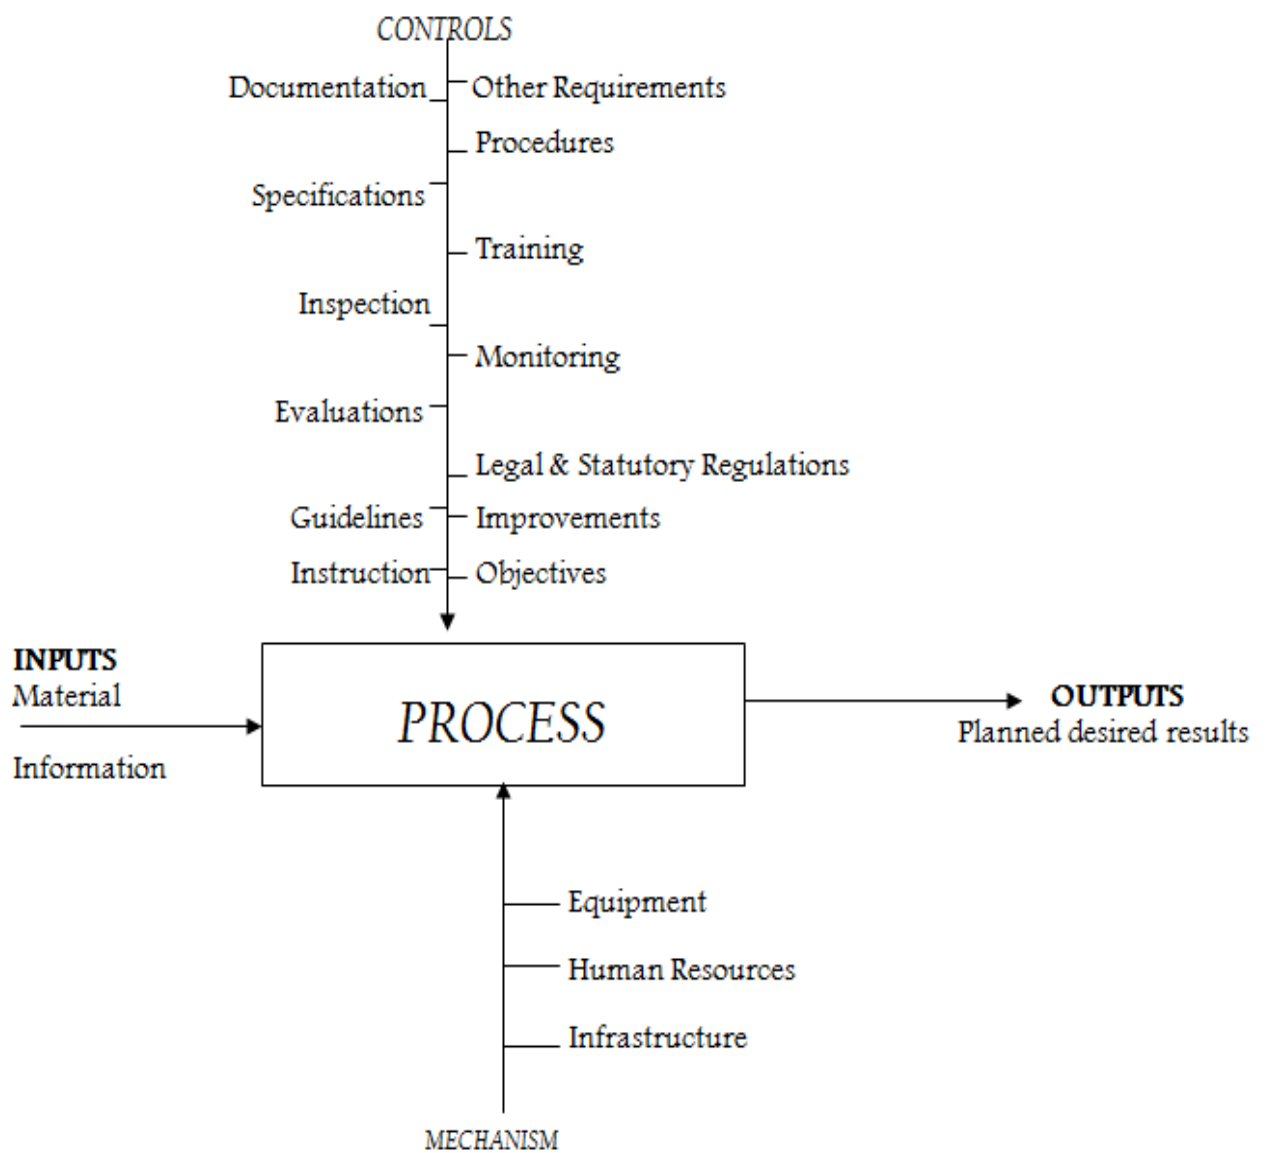 CONTROLS
Documentation
Other Requirements
Procedures
Specifications
Training
Inspection
Monitoring
Evaluations
Legal & Statutory Regulations
Guidelines
Improvements
Instruction
Objectives
INPUTS
Material
Information
PROCESS
OUTPUTS
Planned desired results
Equipment
Human Resources
Infrastructure
MECHANISM